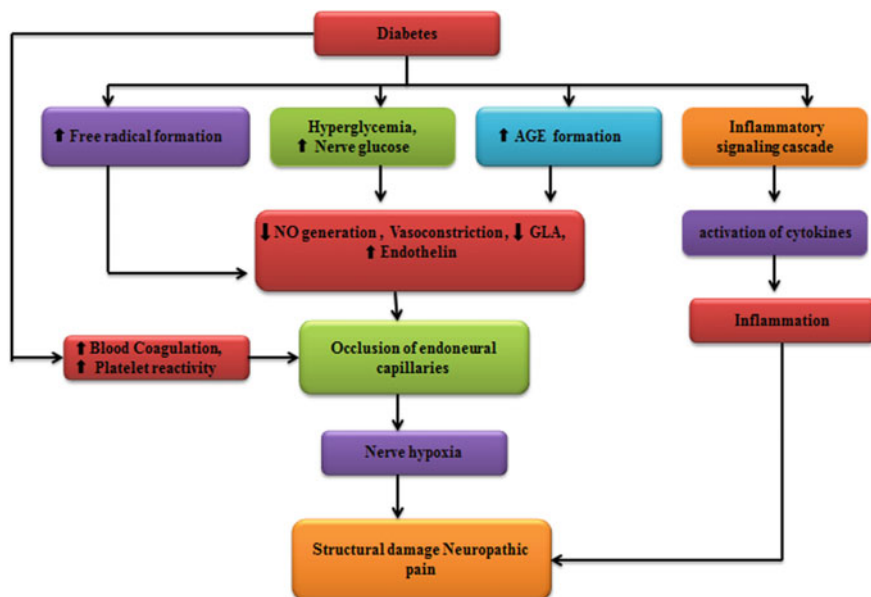 Diabetes
⬆ Free radical formation
Hyperglycemia,
⬆ Nerve glucose
⬆ AGE formation
Inflammatory
signaling cascade
⬇ NO generation , Vasoconstriction, ⬇ GLA,
⬆ Endothelin
activation of cytokines
Inflammation
⬆ Blood Coagulation,
⬆ Platelet reactivity
Occlusion of endoneural
capillaries
Nerve hypoxia
Structural damage Neuropathic
pain